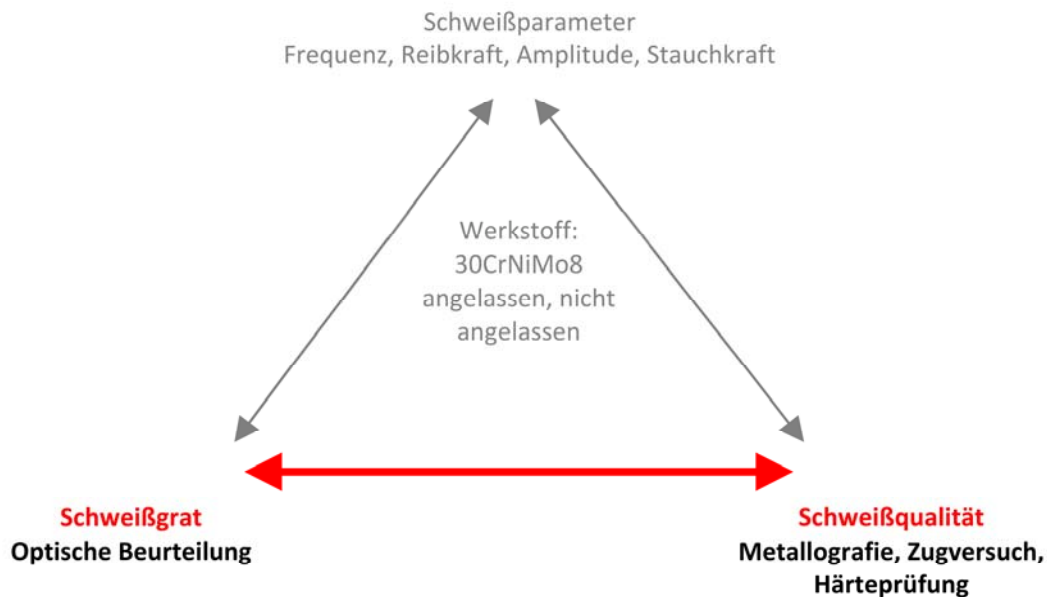 Schweißparameter
Frequenz, Reibkraft, Amplitude, Stauchkraft
Werkstoff:
30CrNiMo8
angelassen, nicht
angelassen
Schweißgrat
Optische Beurteilung
Schweißqualität
Metallografie, Zugversuch,
Härteprüfung